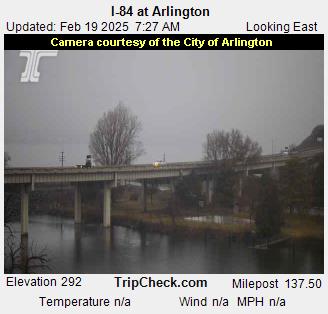 I-84 at Arlington
Updated: Feb 19 2025 7:27 AM Looking East
Camera courtesy of the City of Arlington
Elevation 292 TripCheck.com Milepost 137.50
Temperature n/a Wind n/a MPH n/a